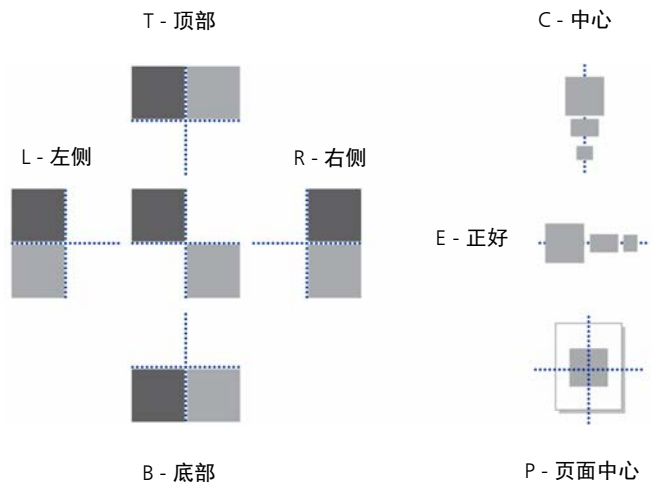 T - 顶部
C - 中心
L - 左侧
R - 右侧
E - 正好
B - 底部
P - 页面中心